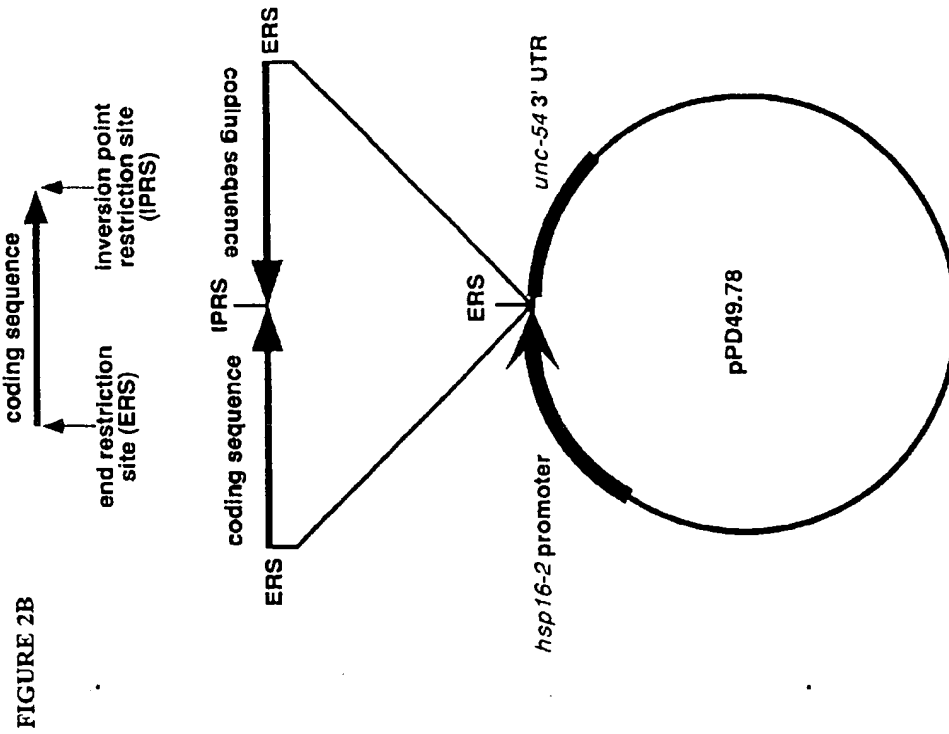 FIGURE 2B
coding sequence
end restriction
site (ERS)
inversion point
restriction site
(IPRS)
IPRS
coding sequence
coding sequence
ERS
ERS
ERS
hsp16-2 promoter
unc-54 3' UTR
pPD49.78